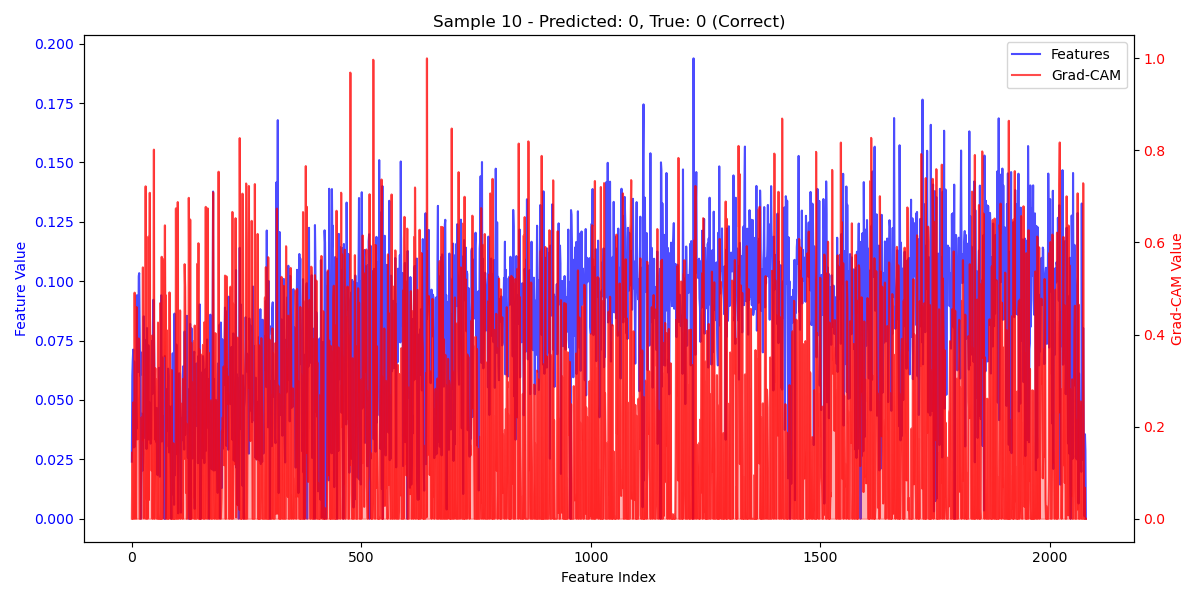 Sample 10 - Predicted: 0, True: 0 (Correct)
Features
Grad-CAM
Feature Value
0.200
0.175
0.150
0.125
0.100
0.075
0.050
0.025
0.000
1.0
0.8
0.6
0.4
0.2
0.0
Grad-CAM Value
0 500 1000 1500 2000
Feature Index